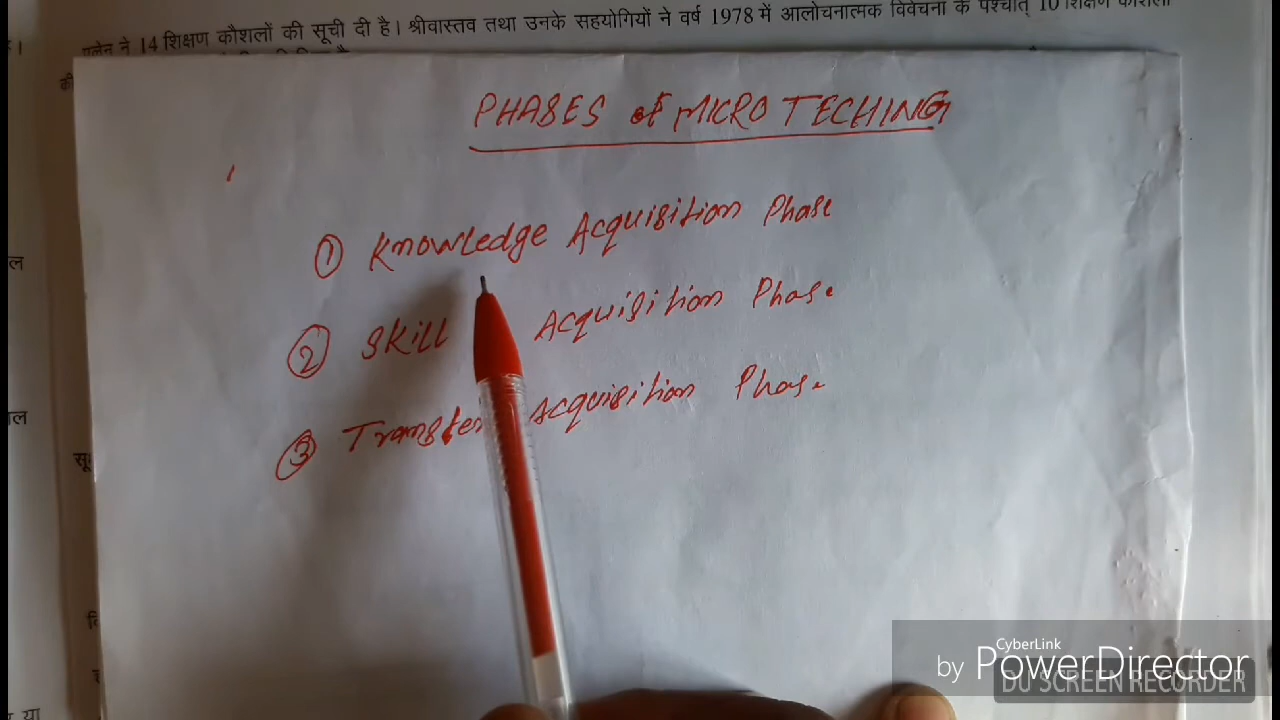 एलेन ने 14 शिक्षण कौशलों की सूची दी है। श्रीवास्तव तथा उनके सहयोगियों ने वर्ष 1978 में आलोचनात्मक विवेचना के पश्चात् 10 शिक्षण कौशलों
PHASES of MICRO TECHING
① Knowledge Acquisition Phase
② Skill Acquisition Phase
③ Transfer Acquisition Phase
CyberLink
by PowerDirector
DU SCREEN RECORDER